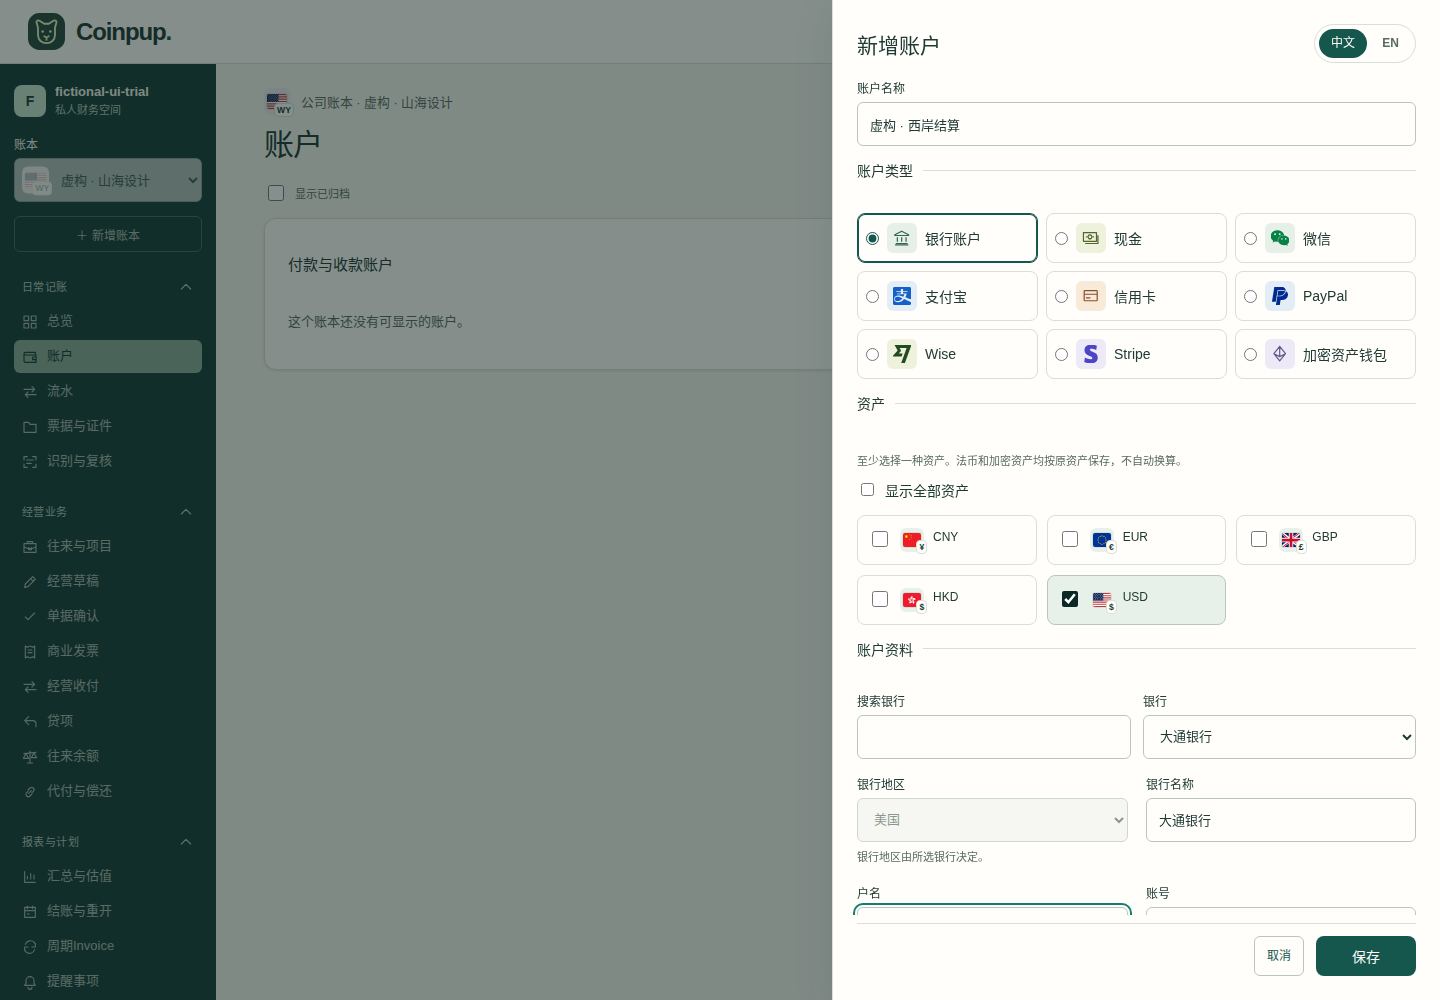 Coinpup.
F
fictional-ui-trial
私人财务空间
账本
WY
虚构 · 山海设计
＋ 新增账本
日常记账
总览
账户
流水
票据与证件
识别与复核
经营业务
往来与项目
经营草稿
单据确认
商业发票
经营收付
贷项
往来余额
代付与偿还
报表与计划
汇总与估值
结账与重开
周期Invoice
提醒事项
WY
公司账本 · 虚构 · 山海设计
账户
显示已归档
付款与收款账户
这个账本还没有可显示的账户。
新增账户
中文 EN
账户名称
虚构 · 西岸结算
账户类型
银行账户 现金 微信
支付宝 信用卡 PayPal
Wise Stripe 加密资产钱包
资产
至少选择一种资产。法币和加密资产均按原资产保存，不自动换算。
显示全部资产
¥ CNY € EUR £ GBP
$ HKD $ USD
账户资料
搜索银行 银行
大通银行
银行地区 银行名称
美国 大通银行
银行地区由所选银行决定。
户名 账号
取消 保存